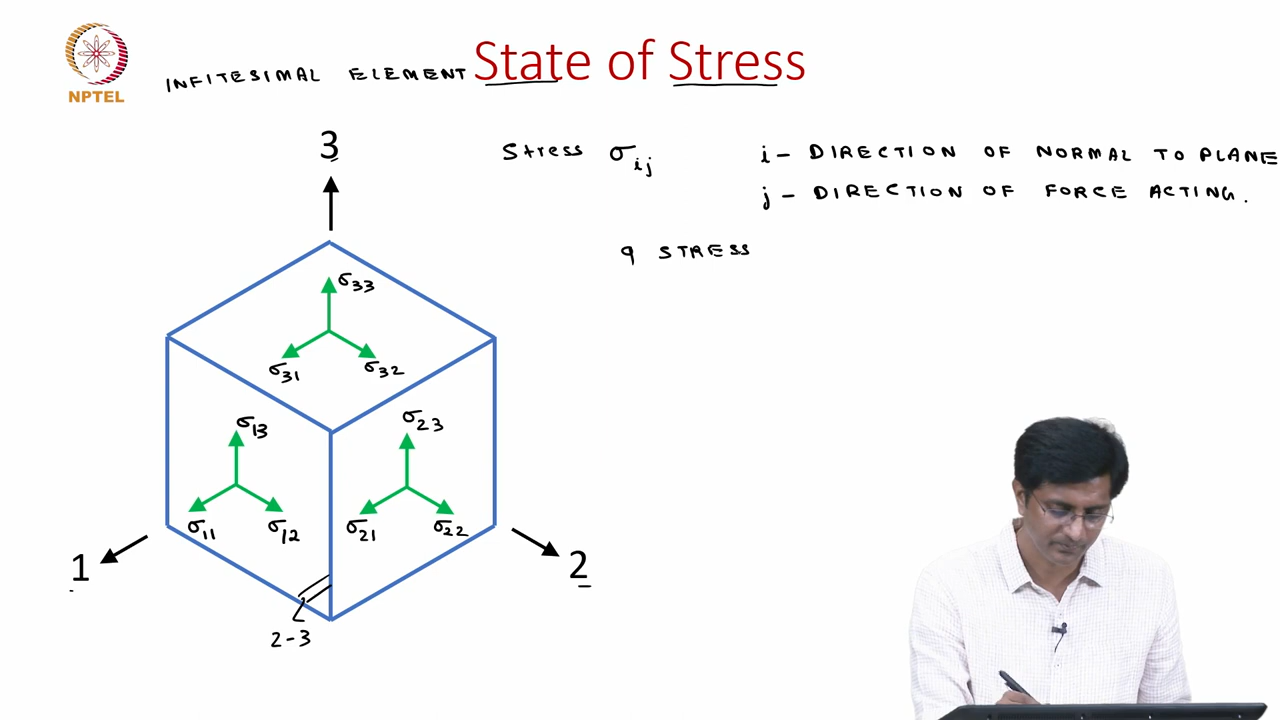 State of Stress
INFITESIMAL ELEMENT
NPTEL
3
Stress σij
i - DIRECTION OF NORMAL TO PLANE
j - DIRECTION OF FORCE ACTING.
9 STRESS
σ33
σ31 σ32
σ13 σ23
σ11 σ12 σ21 σ22
1 2
2-3